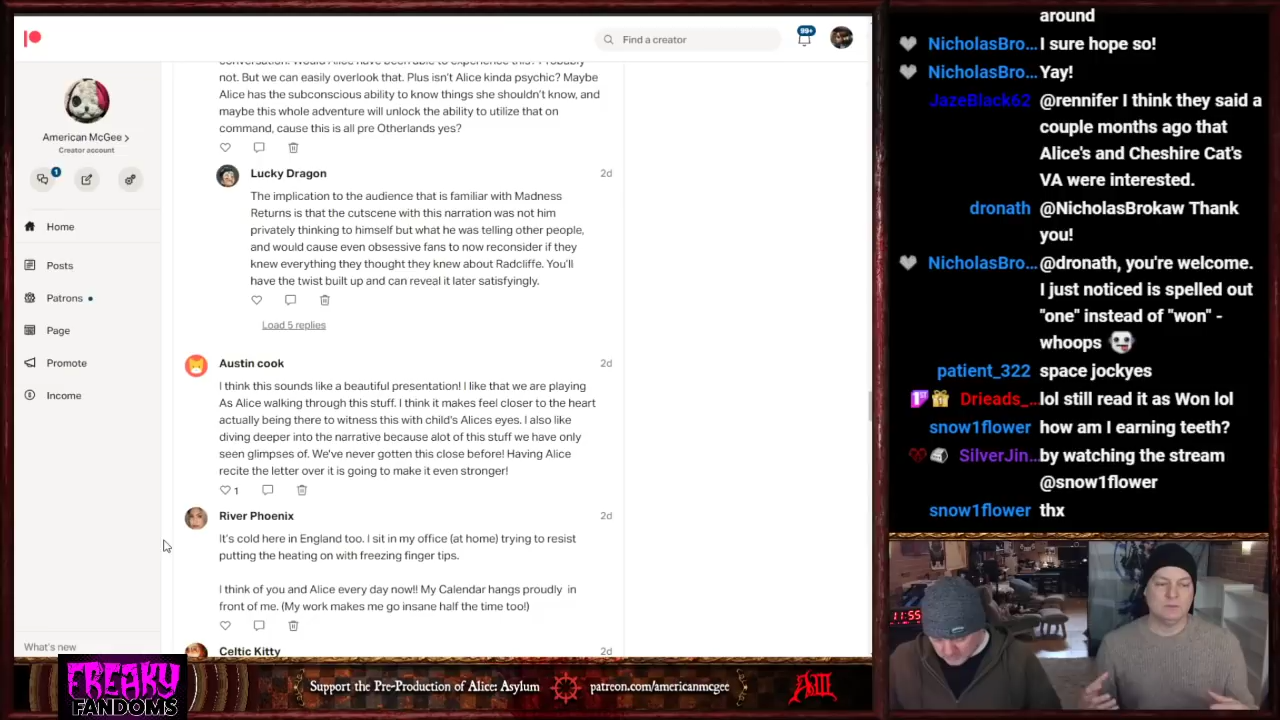 Find a creator
99+
American McGee >
Creator account
1
Home
Posts
Patrons
Page
Promote
Income
What's new
not. But we can easily overlook that. Plus isn't Alice kinda psychic? Maybe
Alice has the subconscious ability to know things she shouldn't know, and
maybe this whole adventure will unlock the ability to utilize that on
command, cause this is all pre Otherlands yes?
Lucky Dragon
2d
The implication to the audience that is familiar with Madness
Returns is that the cutscene with this narration was not him
privately thinking to himself but what he was telling other people,
and would cause even obsessive fans to now reconsider if they
knew everything they thought they knew about Radcliffe. You'll
have the twist built up and can reveal it later satisfyingly.
Load 5 replies
Austin cook
2d
I think this sounds like a beautiful presentation! I like that we are playing
As Alice walking through this stuff. I think it makes feel closer to the heart
actually being there to witness this with child's Alices eyes. I also like
diving deeper into the narrative because alot of this stuff we have only
seen glimpses of. We've never gotten this close before! Having Alice
recite the letter over it is going to make it even stronger!
1
River Phoenix
2d
It's cold here in England too. I sit in my office (at home) trying to resist
putting the heating on with freezing finger tips.
I think of you and Alice every day now!! My Calendar hangs proudly in
front of me. (My work makes me go insane half the time too!)
Celtic Kitty
2d
around
NicholasBro... I sure hope so!
NicholasBro... Yay!
JazeBlack62 @rennifer I think they said a
couple months ago that
Alice's and Cheshire Cat's
VA were interested.
dronath @NicholasBrokaw Thank
you!
NicholasBro... @dronath, you're welcome.
I just noticed is spelled out
"one" instead of "won" -
whoops
patient_322 space jockyes
Drieads_... lol still read it as Won lol
snow1flower how am I earning teeth?
SilverJin... by watching the stream
@snow1flower
snow1flower thx
11:55
FREAKY
FANDOMS
Support the Pre-Production of Alice: Asylum
patreon.com/americanmcgee